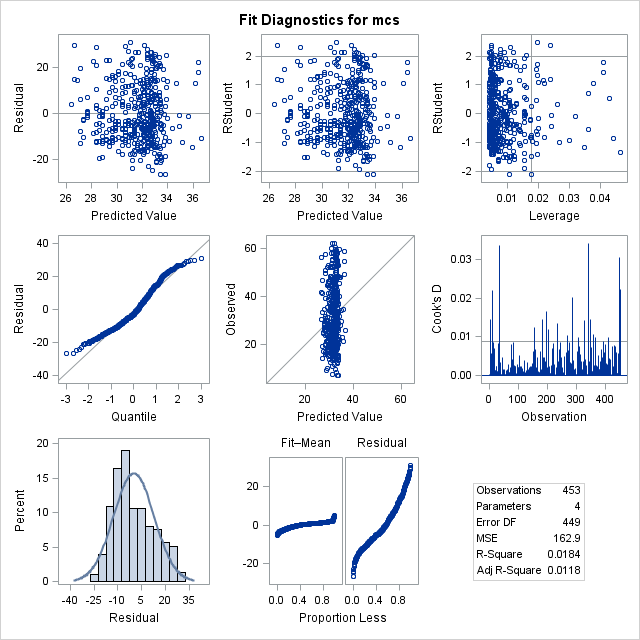 Fit Diagnostics for mcs
Residual
20
0
-20
26 28 30 32 34 36
Predicted Value
RStudent
2
1
0
-1
-2
26 28 30 32 34 36
Predicted Value
RStudent
2
1
0
-1
-2
0.01 0.02 0.03 0.04
Leverage
Residual
40
20
0
-20
-40
-3 -2 -1 0 1 2 3
Quantile
Observed
60
40
20
20 40 60
Predicted Value
Cook's D
0.03
0.02
0.01
0.00
0 100 200 300 400
Observation
Percent
20
15
10
5
0
-40 -25 -10 5 20 35
Residual
Fit–Mean Residual
20
0
-20
0.0 0.4 0.8 0.0 0.4 0.8
Proportion Less
Observations 453
Parameters 4
Error DF 449
MSE 162.9
R-Square 0.0184
Adj R-Square 0.0118